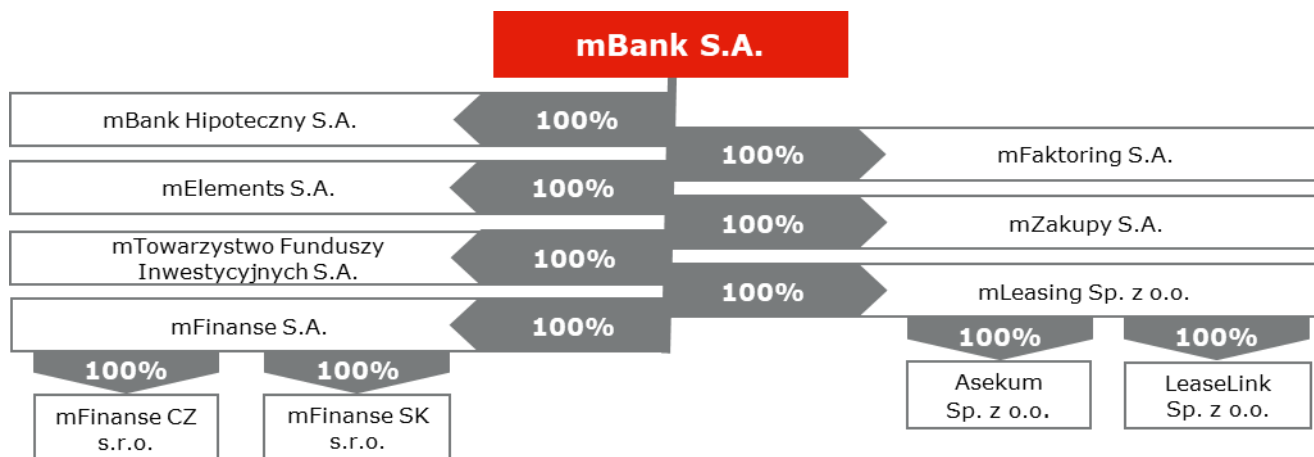 mBank S.A.
mBank Hipoteczny S.A.
100%
100%
mFaktoring S.A.
mElements S.A.
100%
100%
mZakupy S.A.
mTowarzystwo Funduszy
Inwestycyjnych S.A.
100%
100%
mLeasing Sp. z o.o.
mFinanse S.A.
100%
100%
100%
100%
100%
mFinanse CZ
s.r.o.
mFinanse SK
s.r.o.
Asekum
Sp. z o.o.
LeaseLink
Sp. z o.o.